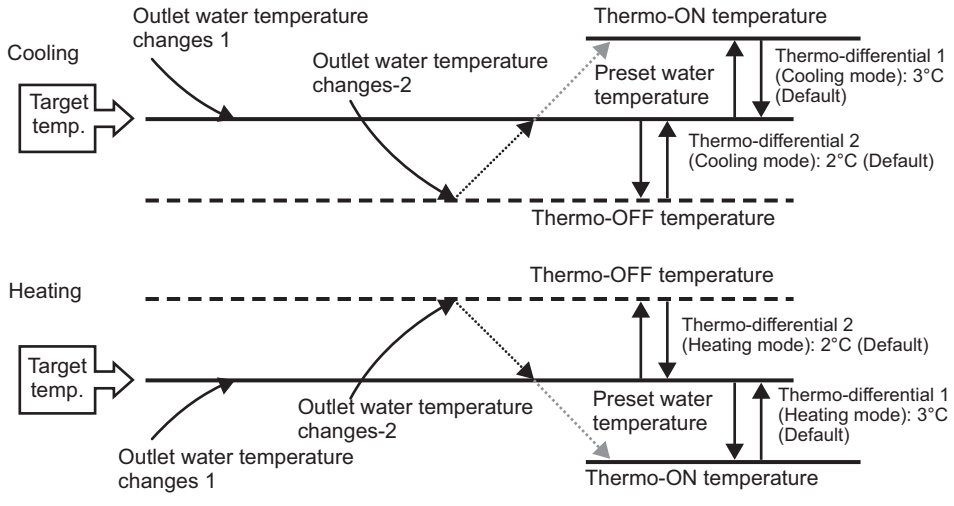 Outlet water temperature
changes 1
Thermo-ON temperature
Cooling
Outlet water temperature
changes-2
Preset water
temperature
Thermo-differential 1
(Cooling mode): 3°C
(Default)
Target
temp.
Thermo-differential 2
(Cooling mode): 2°C (Default)
Thermo-OFF temperature
Thermo-OFF temperature
Heating
Thermo-differential 2
(Heating mode): 2°C (Default)
Target
temp.
Outlet water temperature
changes-2
Preset water
temperature
Thermo-differential 1
(Heating mode): 3°C
(Default)
Outlet water temperature
changes 1
Thermo-ON temperature